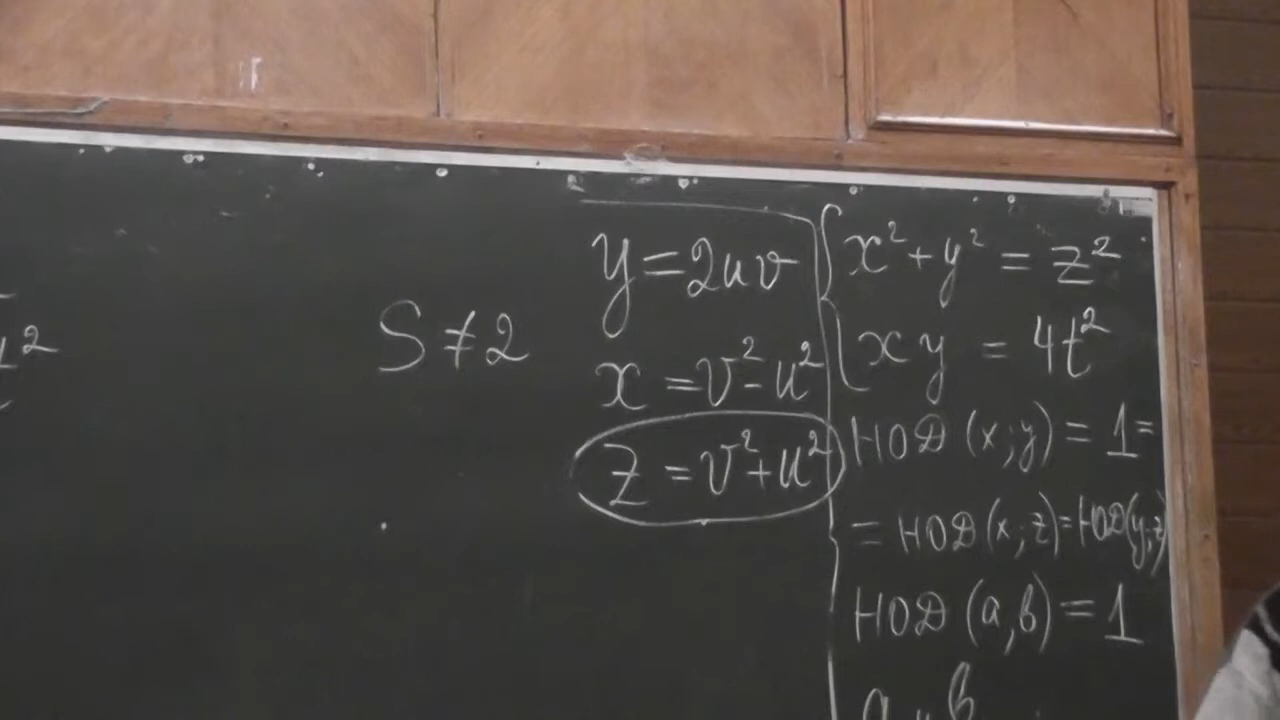 S ≠ 2
y = 2uv
x = v² - u²
z = v² + u²
x² + y² = z²
xy = 4t²
НОД (x; y) = 1 =
= НОД (x; z) = НОД (y; z)
НОД (a, b) = 1